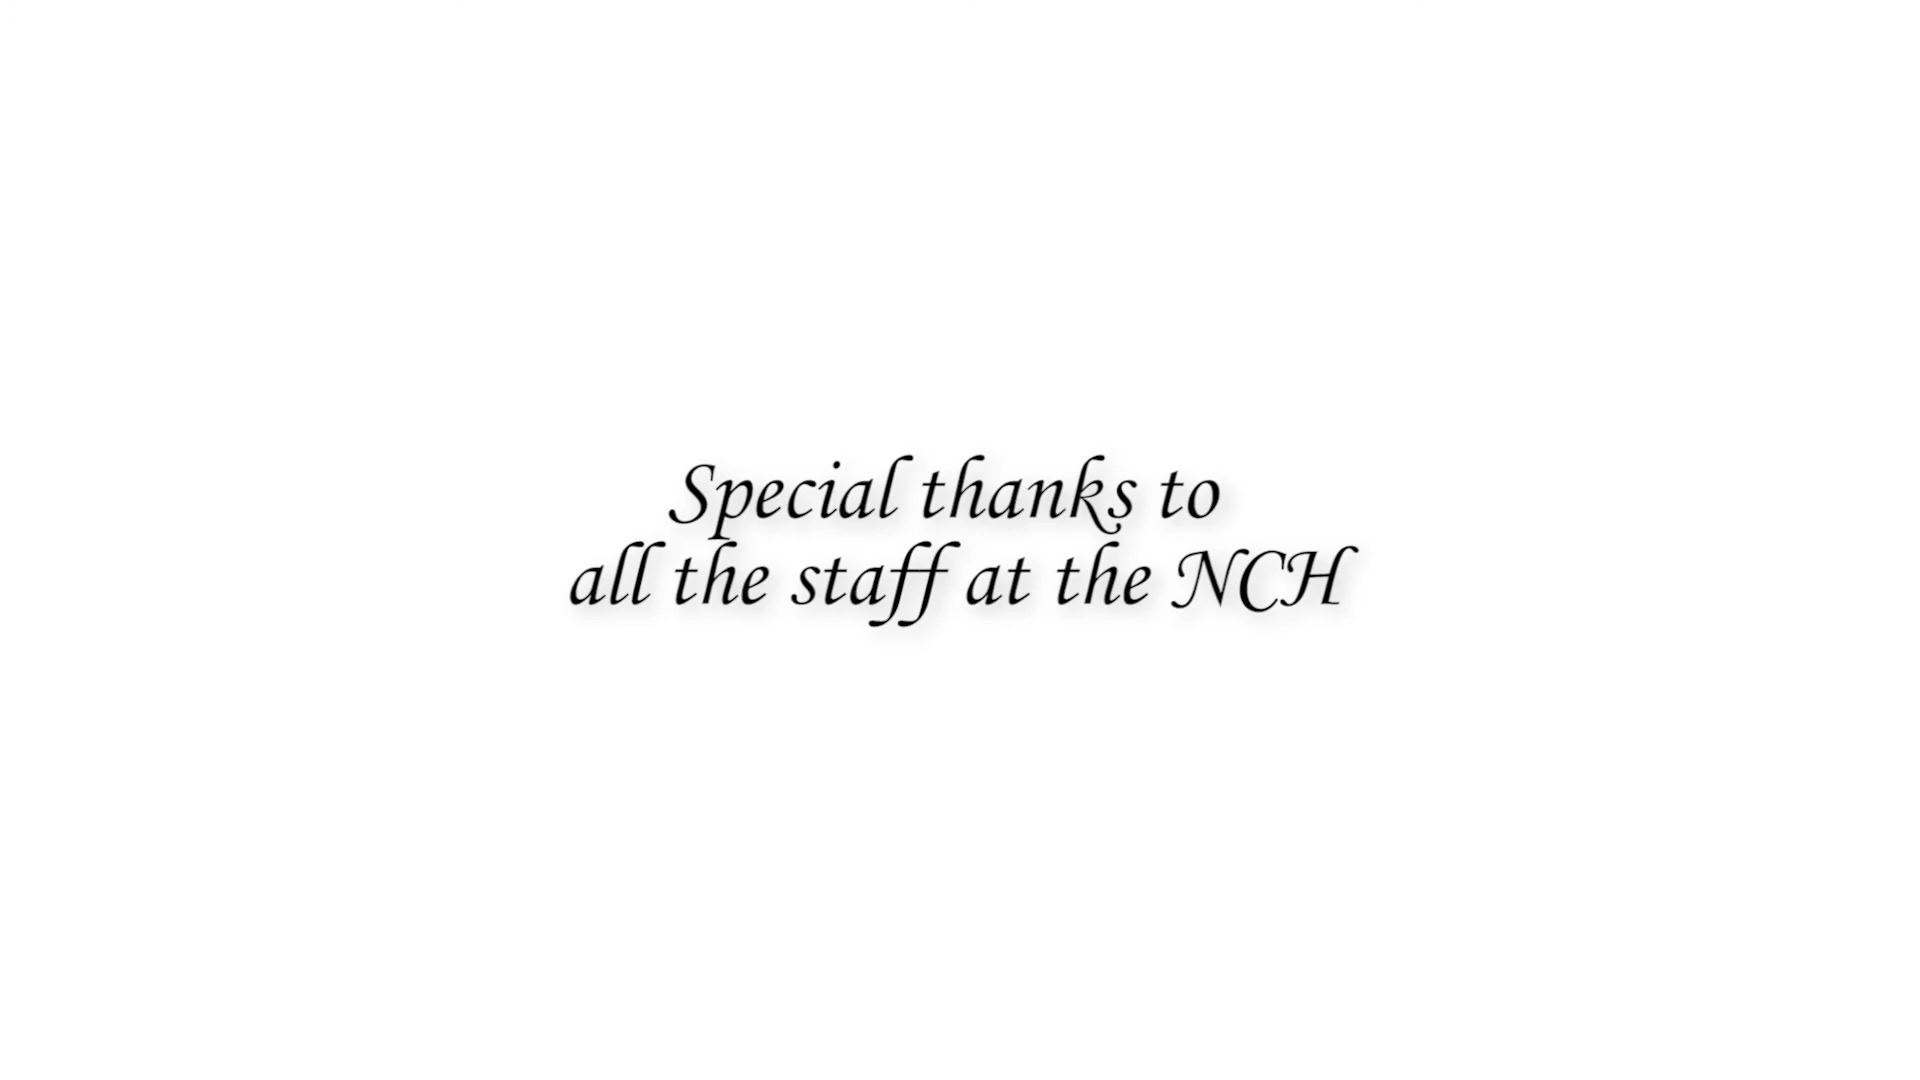 Special thanks to
all the staff at the NCH